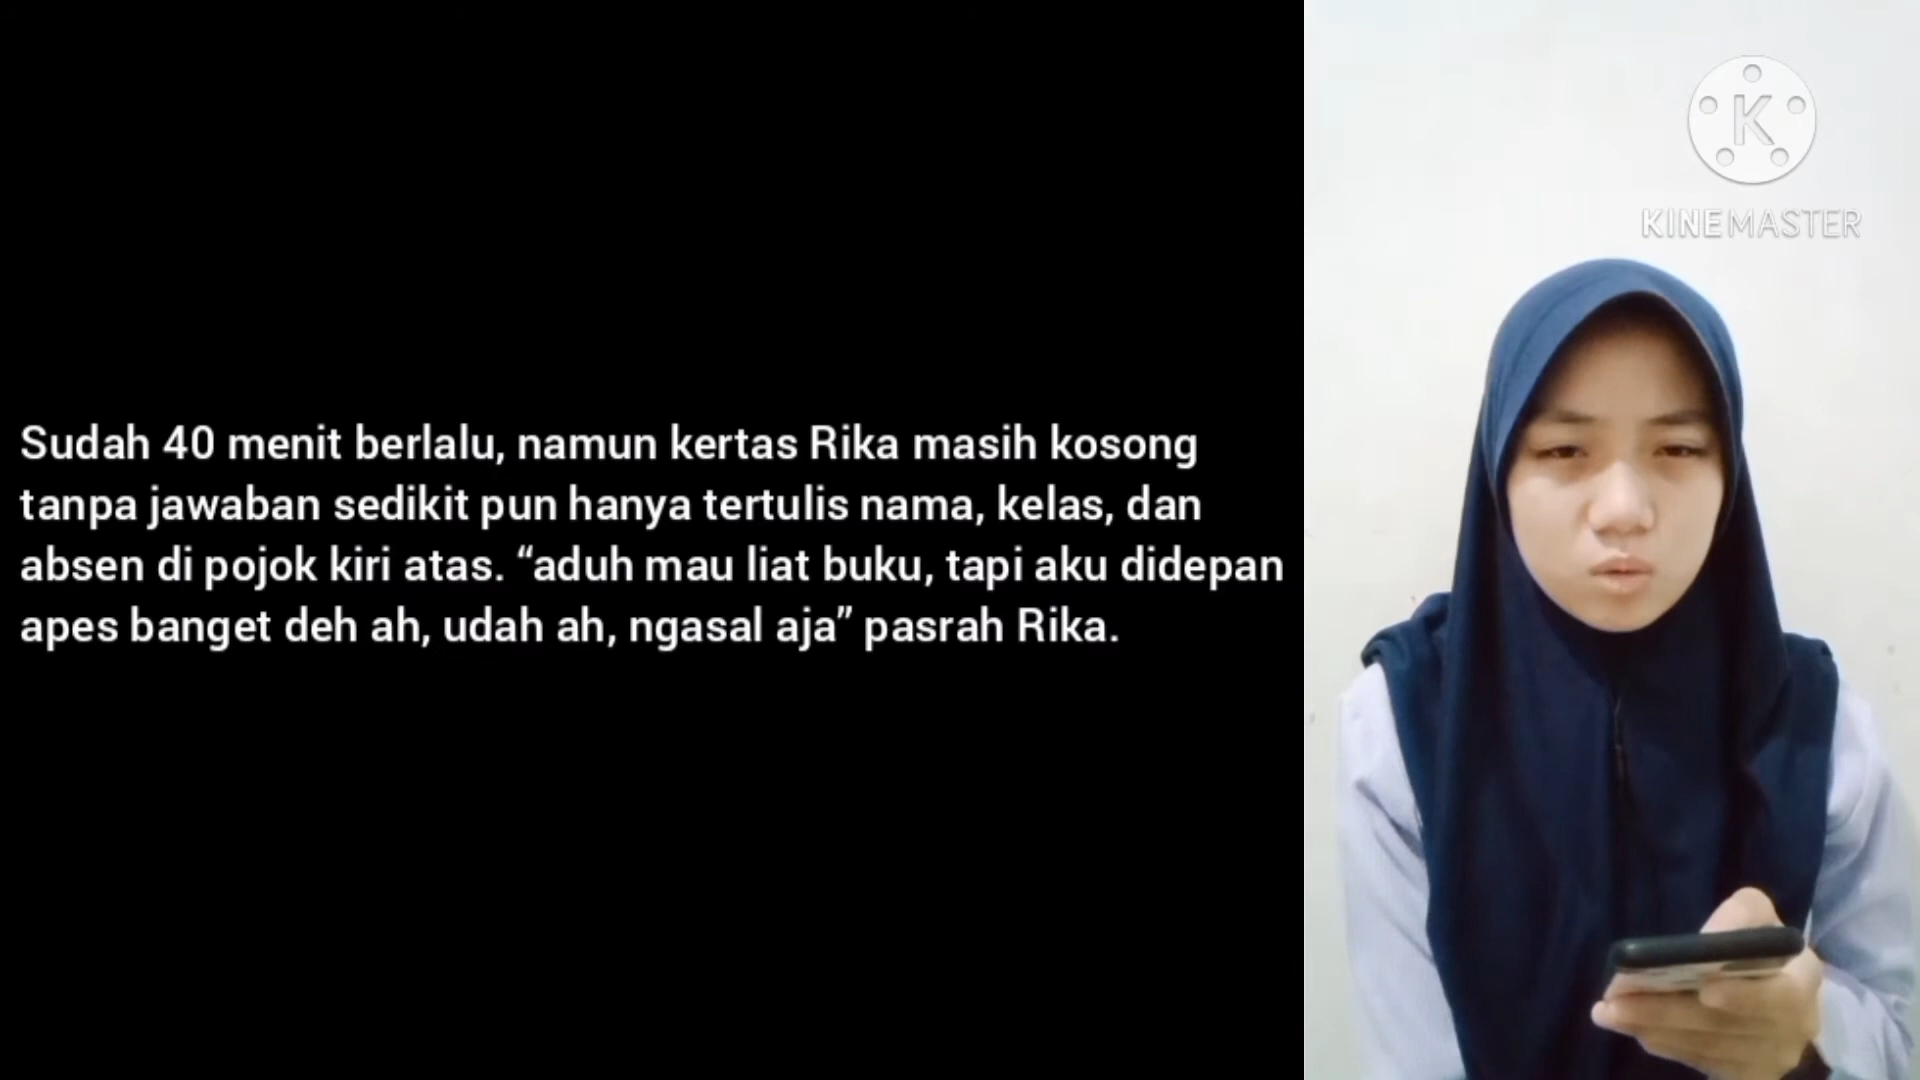 Sudah 40 menit berlalu, namun kertas Rika masih kosong
tanpa jawaban sedikit pun hanya tertulis nama, kelas, dan
absen di pojok kiri atas. “aduh mau liat buku, tapi aku didepan
apes banget deh ah, udah ah, ngasal aja” pasrah Rika.
K
KINEMASTER